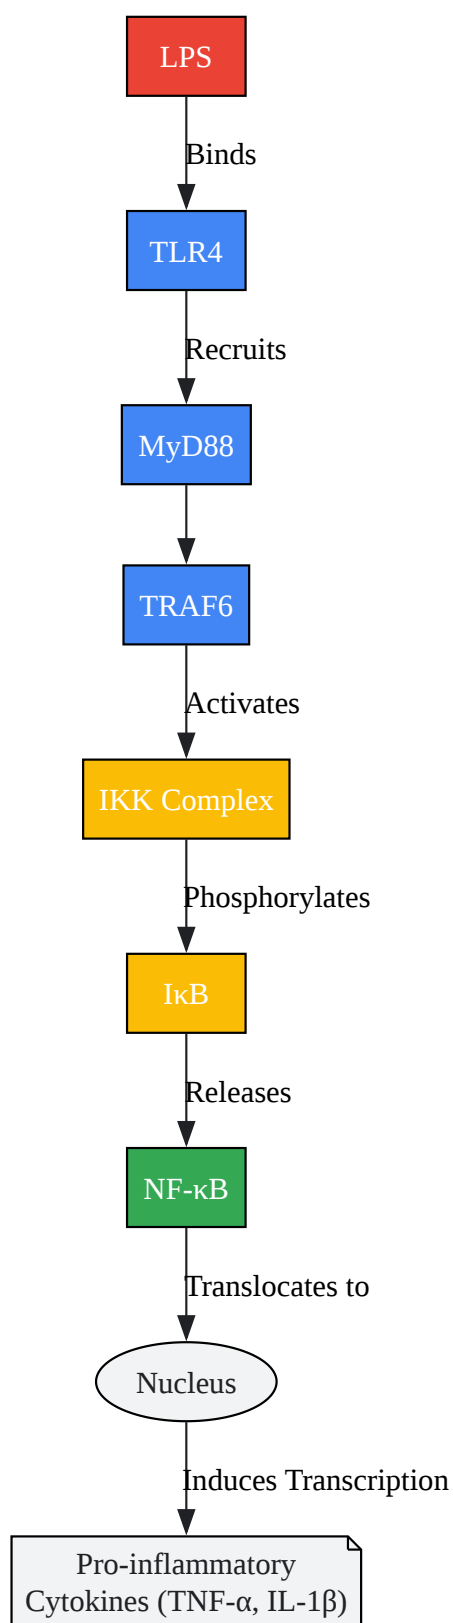 LPS
Binds
TLR4
Recruits
MyD88
TRAF6
Activates
IKK Complex
Phosphorylates
IκB
Releases
NF-κB
Translocates to
Nucleus
Induces Transcription
Pro-inflammatory
Cytokines (TNF-α, IL-1β)